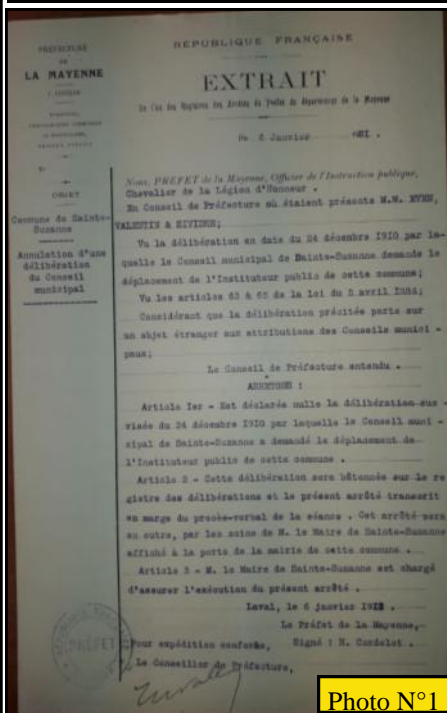 PRÉFECTURE
DE
LA MAYENNE
RÉPUBLIQUE FRANÇAISE
EXTRAIT
Du 6 Janvier
OBJET
Commune de Sainte-
Suzanne
Annulation d'une
délibération
du Conseil
municipal
Nous, PRÉFET de la Mayenne, Officier de l'Instruction publique,
Chevalier de la Légion d'Honneur .
En Conseil de Préfecture où étaient présents M.M.
VALENTIN &
Vu la délibération en date du 24 décembre 1910 par la-
quelle le Conseil municipal de Sainte-Suzanne demande le
déplacement de l'Instituteur public de cette commune;
Vu les articles 63 & 65 de la loi du 5 avril 1884;
Considérant que la délibération précitée porte sur
un objet étranger aux attributions des Conseils munici -
paux;
Le Conseil de Préfecture entendu .
ARRETONS :
Article Ier - Est déclarée nulle la délibération sus -
visée du 24 décembre 1910 par laquelle le Conseil muni -
cipal de Sainte-Suzanne a demandé le déplacement de
l'Instituteur public de cette commune .
Article 2 - Cette délibération sera bâtonnée sur le re
gistre des délibérations et le présent arrêté transcrit
en marge du procès-verbal de la séance . Cet arrêté sera
en outre, par les soins de M. le Maire de Sainte-Suzanne
affiché à la porte de la mairie de cette commune .
Article 3 - M. le Maire de Sainte-Suzanne est chargé
d'assurer l'exécution du présent arrêté .
Laval, le 6 janvier
Le Préfet de la Mayenne,
Pour expédition conforme, Signé :
Le Conseiller de Préfecture,
PREFET
Photo N°1